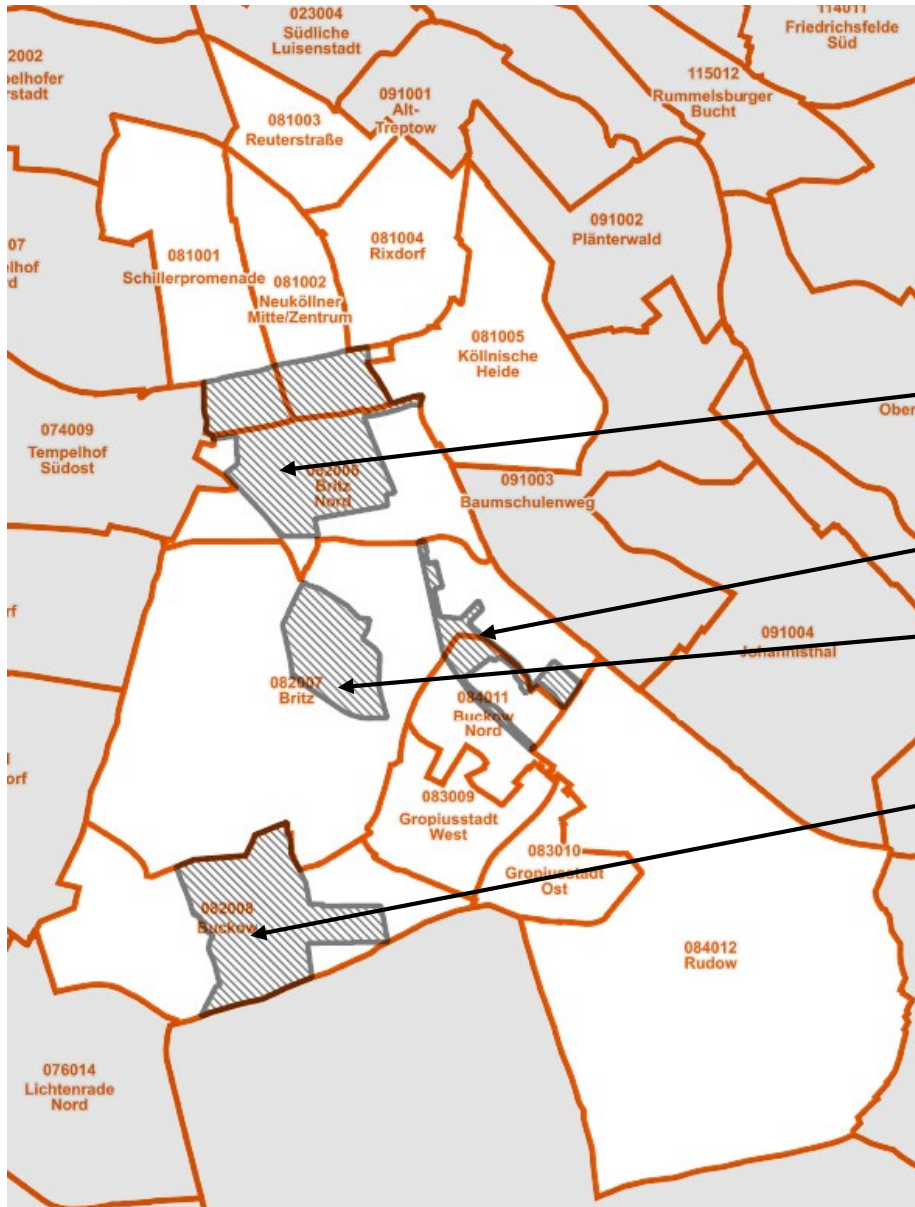 023004
Südliche
Luisenstadt
114011
Friedrichsfelde
Süd
115012
Rummelsburger
Bucht
091001
Alt-
Treptow
081003
Reuterstraße
091002
Plänterwald
081004
Rixdorf
081001
Schillerpromenade
081002
Neuköllner
Mitte/Zentrum
081005
Köllnische
Heide
074009
Tempelhof
Südost
082006
Britz
Nord
091003
Baumschulenweg
091004
Johannisthal
082007
Britz
084011
Buckow
Nord
083009
Gropiusstadt
West
083010
Gropiusstadt
Ost
082008
Buckow
084012
Rudow
076014
Lichtenrade
Nord